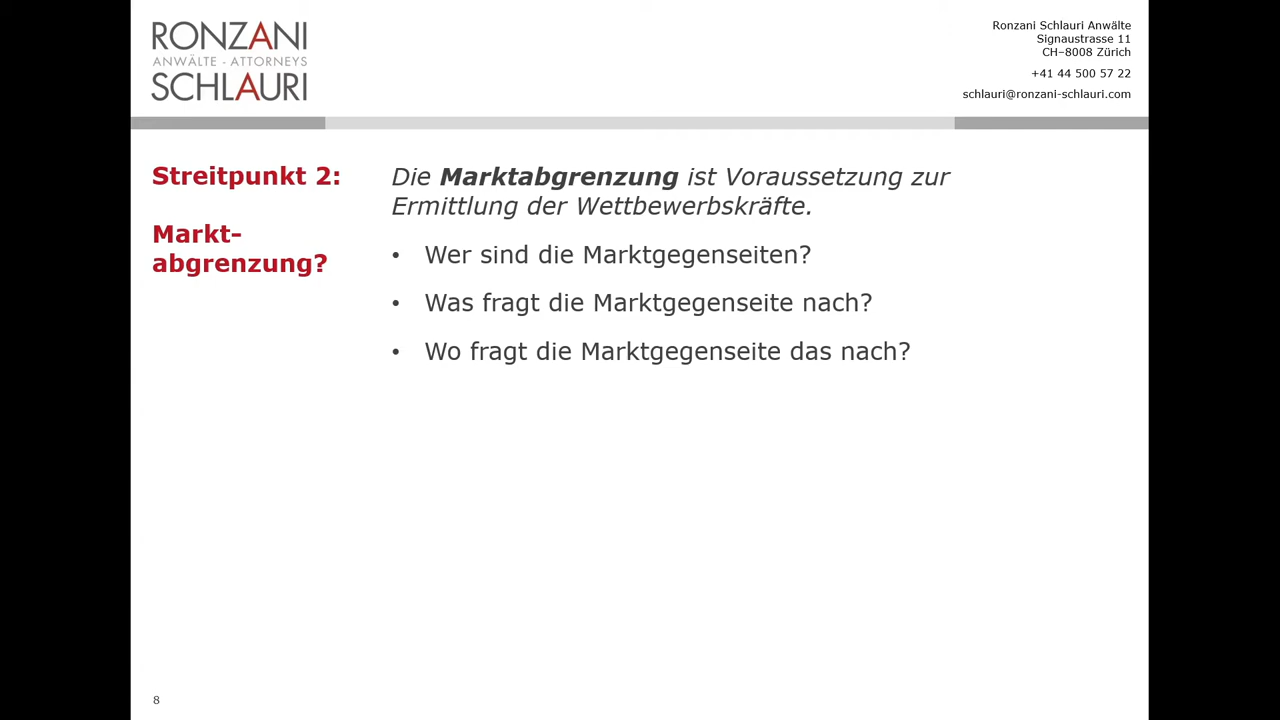 RONZANI
ANWÄLTE - ATTORNEYS
SCHLAURI
Ronzani Schlauri Anwälte
Signaustrasse 11
CH–8008 Zürich
+41 44 500 57 22
schlauri@ronzani-schlauri.com
Streitpunkt 2:
Markt-
abgrenzung?
Die Marktabgrenzung ist Voraussetzung zur
Ermittlung der Wettbewerbskräfte.
• Wer sind die Marktgegenseiten?
• Was fragt die Marktgegenseite nach?
• Wo fragt die Marktgegenseite das nach?
8